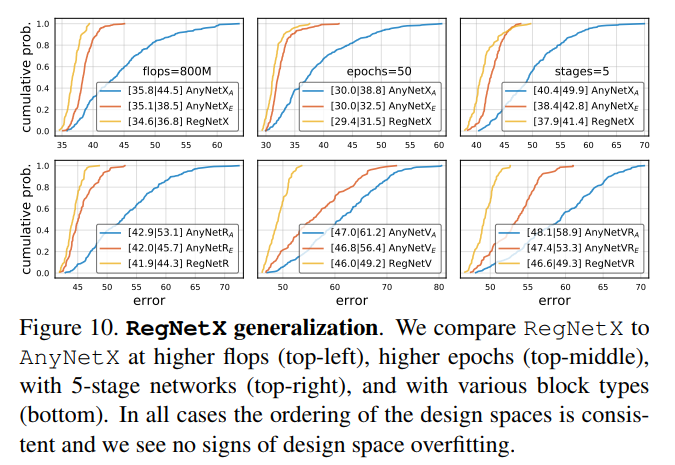 cumulative prob.
1.0
0.8
0.6
0.4
0.2
0.0
flops=800M
[35.8|44.5] AnyNetX_A
[35.1|38.5] AnyNetX_E
[34.6|36.8] RegNetX
35 40 45 50 55 60
epochs=50
[30.0|38.8] AnyNetX_A
[30.0|32.5] AnyNetX_E
[29.4|31.5] RegNetX
30 35 40 45 50 55 60
stages=5
[40.4|49.9] AnyNetX_A
[38.4|42.8] AnyNetX_E
[37.9|41.4] RegNetX
40 45 50 55 60 65 70
cumulative prob.
1.0
0.8
0.6
0.4
0.2
0.0
[42.9|53.1] AnyNetR_A
[42.0|45.7] AnyNetR_E
[41.9|44.3] RegNetR
45 50 55 60 65 70
error
[47.0|61.2] AnyNetV_A
[46.8|56.4] AnyNetV_E
[46.0|49.2] RegNetV
50 60 70 80
error
[48.1|58.9] AnyNetVR_A
[47.4|53.3] AnyNetVR_E
[46.6|49.3] RegNetVR
50 55 60 65 70
error
Figure 10. RegNetX generalization. We compare RegNetX to
AnyNetX at higher flops (top-left), higher epochs (top-middle),
with 5-stage networks (top-right), and with various block types
(bottom). In all cases the ordering of the design spaces is consis-
tent and we see no signs of design space overfitting.